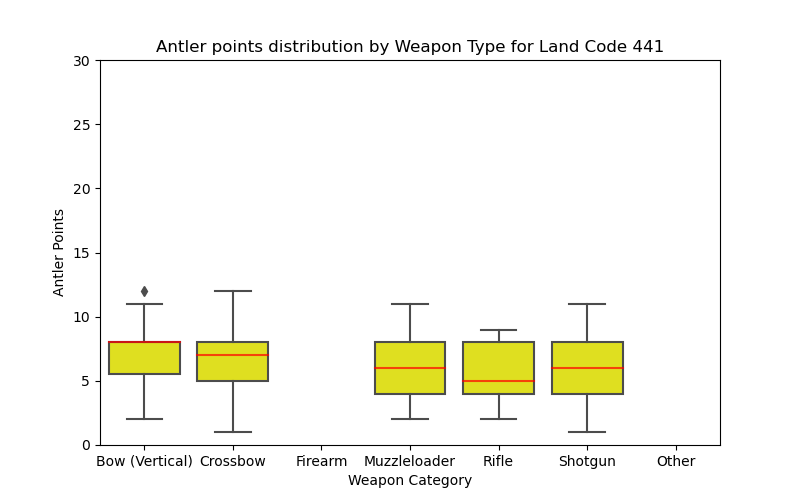 Antler points distribution by Weapon Type for Land Code 441
30
25
20
15
10
5
0
Antler Points
Bow (Vertical) Crossbow Firearm Muzzleloader Rifle Shotgun Other
Weapon Category